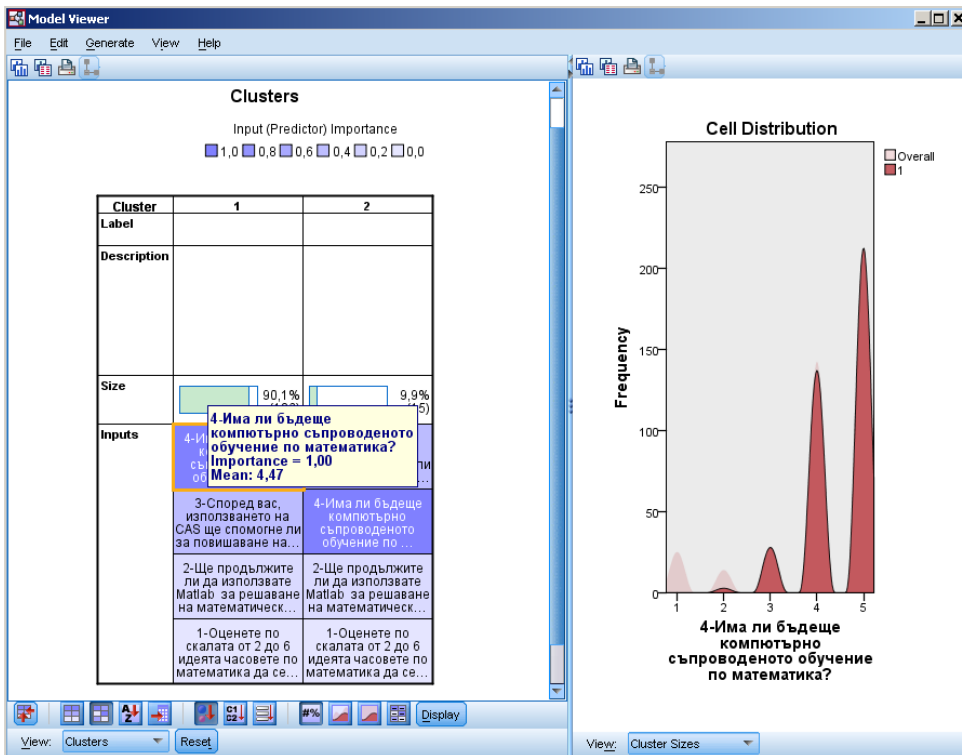 Model Viewer
File Edit Generate View Help
Clusters
Input (Predictor) Importance
1,0 0,8 0,6 0,4 0,2 0,0
Cluster 1 2
Label
Description
Size 90,1% 9,9%
Inputs
4-Има ли бъдеще
компютърно съпроводеното
обучение по математика?
Importance = 1,00
Mean: 4,47
3-Според вас,
използването на
CAS ще спомогне ли
за повишаване на...
4-Има ли бъдеще
компютърно
съпроводеното
обучение по ...
2-Ще продължите
ли да използвате
Matlab за решаване
на математическ...
2-Ще продължите
ли да използвате
Matlab за решаване
на математическ...
1-Оценете по
скалата от 2 до 6
идеята часовете по
математика да се...
1-Оценете по
скалата от 2 до 6
идеята часовете по
математика да се...
Display
View: Clusters Reset
Cell Distribution
Overall
1
Frequency
250
200
150
100
50
0
1 2 3 4 5
4-Има ли бъдеще
компютърно
съпроводеното обучение
по математика?
View: Cluster Sizes